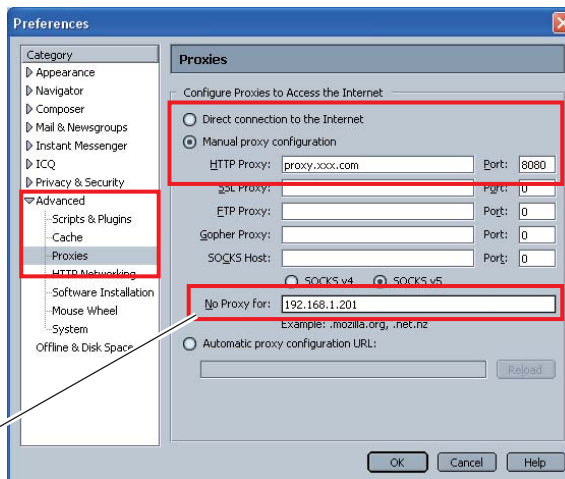 Preferences
Category
Appearance
Navigator
Composer
Mail & Newsgroups
Instant Messenger
ICQ
Privacy & Security
Advanced
Scripts & Plugins
Cache
Proxies
HTTP Networking
Software Installation
Mouse Wheel
System
Offline & Disk Space
Proxies
Configure Proxies to Access the Internet
Direct connection to the Internet
Manual proxy configuration
HTTP Proxy: proxy.xxx.com Port: 8080
SSL Proxy: Port: 0
FTP Proxy: Port: 0
Gopher Proxy: Port: 0
SOCKS Host: Port: 0
SOCKS v4 SOCKS v5
No Proxy for: 192.168.1.201
Example: .mozilla.org, .net.nz
Automatic proxy configuration URL:
Reload
OK Cancel Help